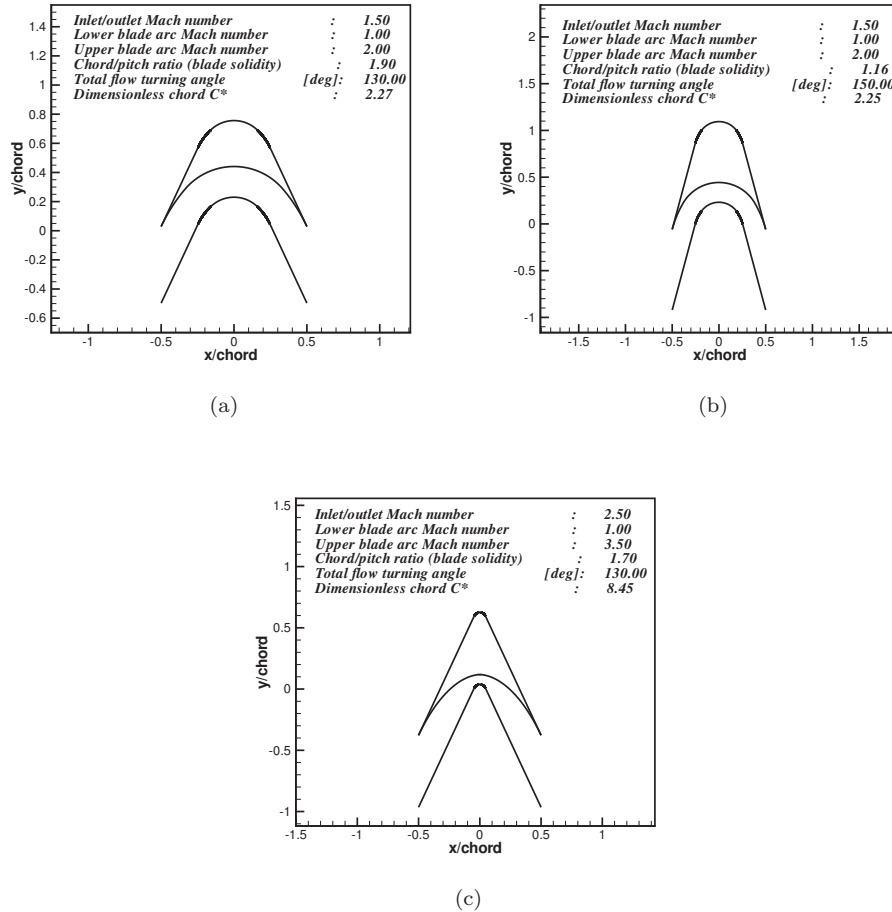 Inlet/outlet Mach number : 1.50
Lower blade arc Mach number : 1.00
Upper blade arc Mach number : 2.00
Chord/pitch ratio (blade solidity) : 1.90
Total flow turning angle [deg]: 130.00
Dimensionless chord C* : 2.27
y/chord
1.4
1.2
1
0.8
0.6
0.4
0.2
0
-0.2
-0.4
-0.6
-1 -0.5 0 0.5 1
x/chord
(a)
Inlet/outlet Mach number : 1.50
Lower blade arc Mach number : 1.00
Upper blade arc Mach number : 2.00
Chord/pitch ratio (blade solidity) : 1.16
Total flow turning angle [deg]: 150.00
Dimensionless chord C* : 2.25
y/chord
2
1.5
1
0.5
0
-0.5
-1
-1.5 -1 -0.5 0 0.5 1 1.5
x/chord
(b)
Inlet/outlet Mach number : 2.50
Lower blade arc Mach number : 1.00
Upper blade arc Mach number : 3.50
Chord/pitch ratio (blade solidity) : 1.70
Total flow turning angle [deg]: 130.00
Dimensionless chord C* : 8.45
y/chord
1.5
1
0.5
0
-0.5
-1
-1.5 -1 -0.5 0 0.5 1
x/chord
(c)